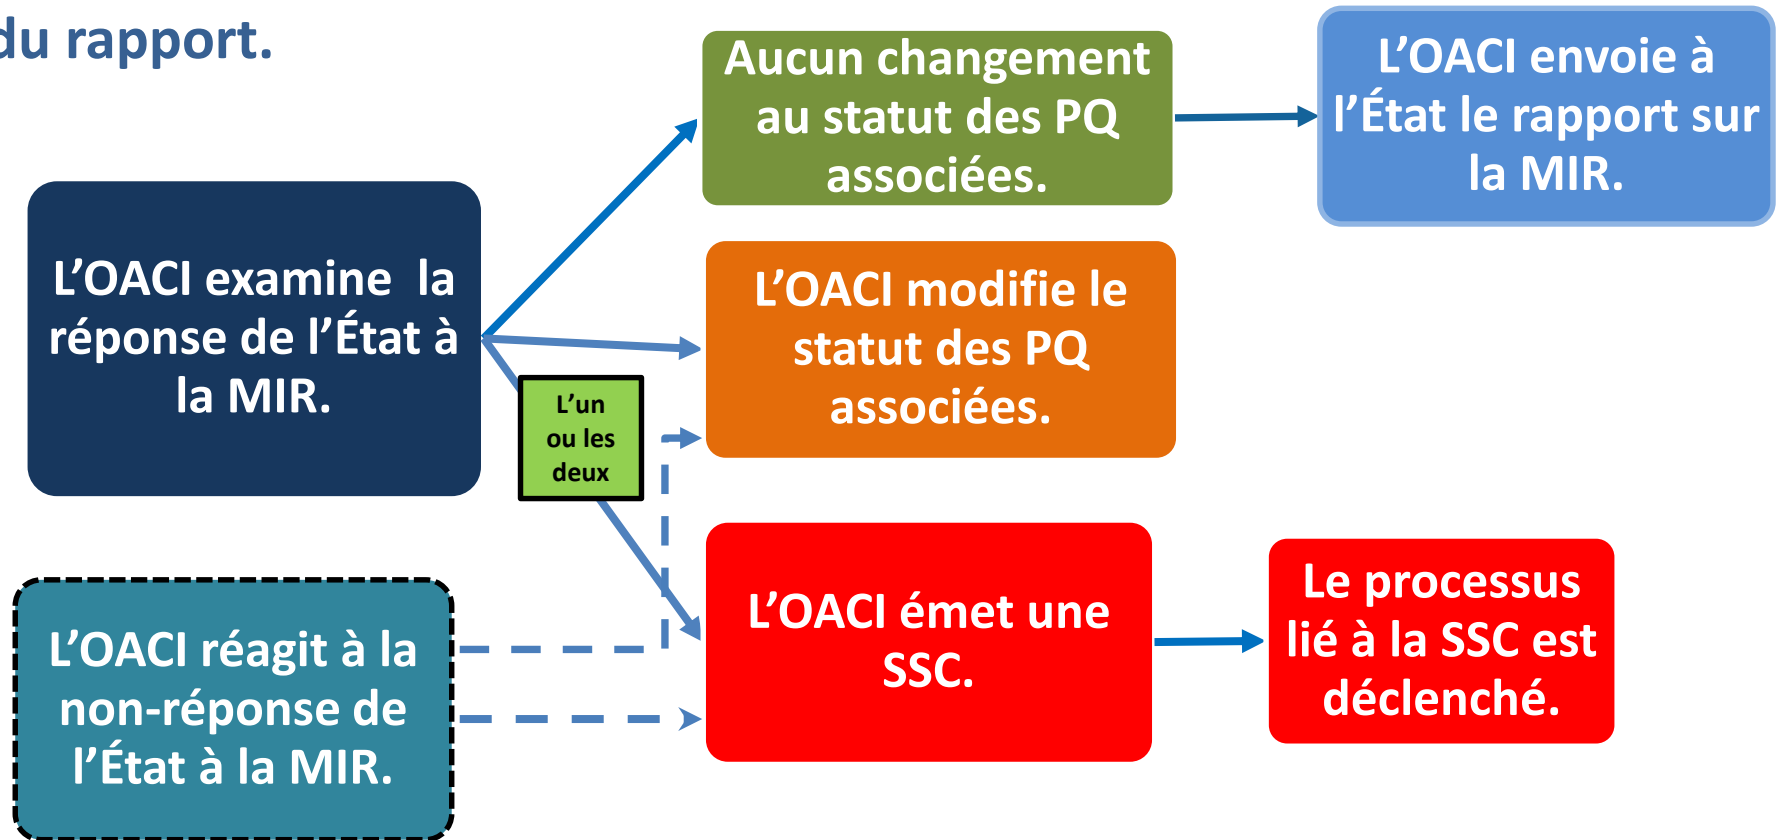 du rapport.
Aucun changement
au statut des PQ
associées.
L’OACI envoie à
l’État le rapport sur
la MIR.
L’OACI examine la
réponse de l’État à
la MIR.
L’OACI modifie le
statut des PQ
associées.
L’un
ou les
deux
L’OACI réagit à la
non-réponse de
l’État à la MIR.
L’OACI émet une
SSC.
Le processus
lié à la SSC est
déclenché.